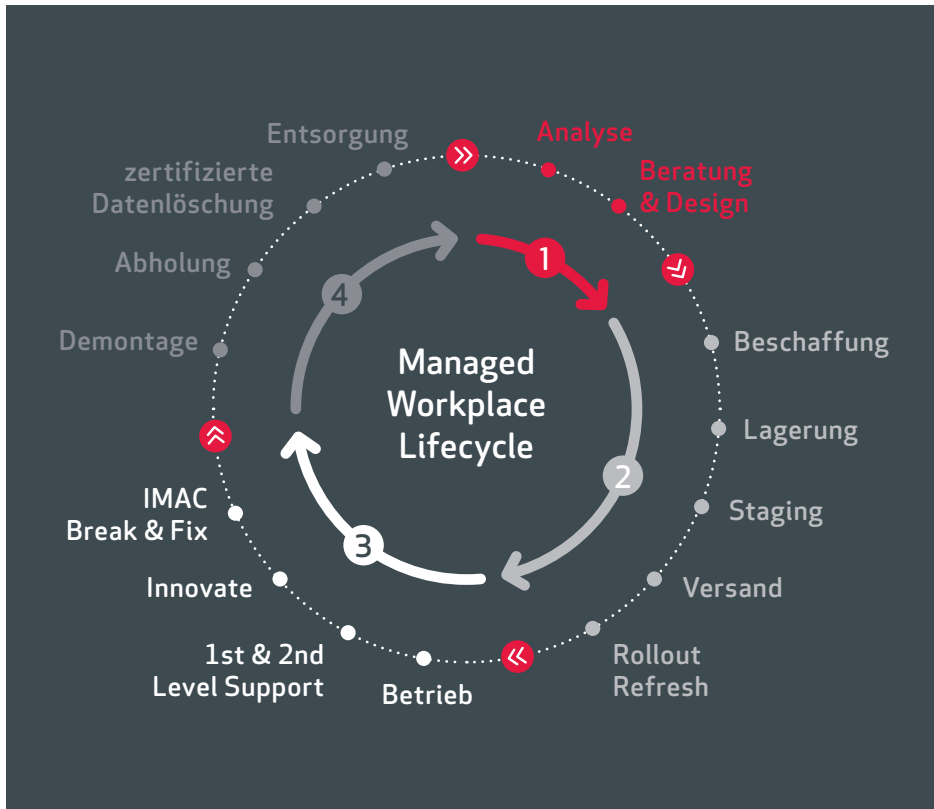 Managed
Workplace
Lifecycle
1
Analyse
Beratung
& Design
2
Beschaffung
Lagerung
Staging
Versand
Rollout
Refresh
3
Betrieb
1st & 2nd
Level Support
Innovate
IMAC
Break & Fix
4
Demontage
Abholung
zertifizierte
Datenlöschung
Entsorgung